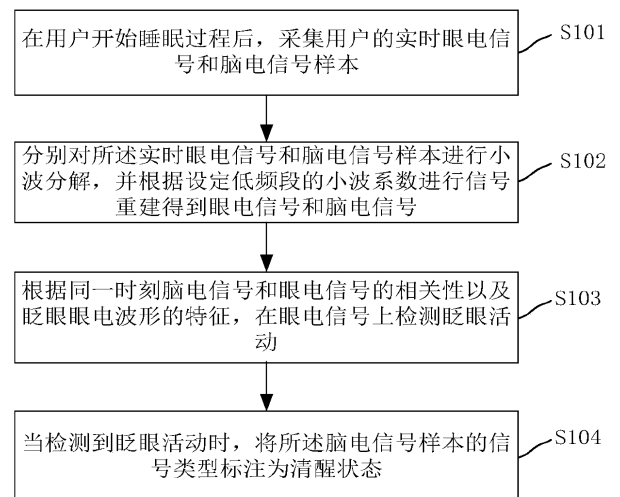 在用户开始睡眠过程后，采集用户的实时眼电信
号和脑电信号样本
S101
分别对所述实时眼电信号和脑电信号样本进行小
波分解，并根据设定低频段的小波系数进行信号
重建得到眼电信号和脑电信号
S102
根据同一时刻脑电信号和眼电信号的相关性以及
眨眼眼电波形的特征，在眼电信号上检测眨眼活
动
S103
当检测到眨眼活动时，将所述脑电信号样本的信
号类型标注为清醒状态
S104